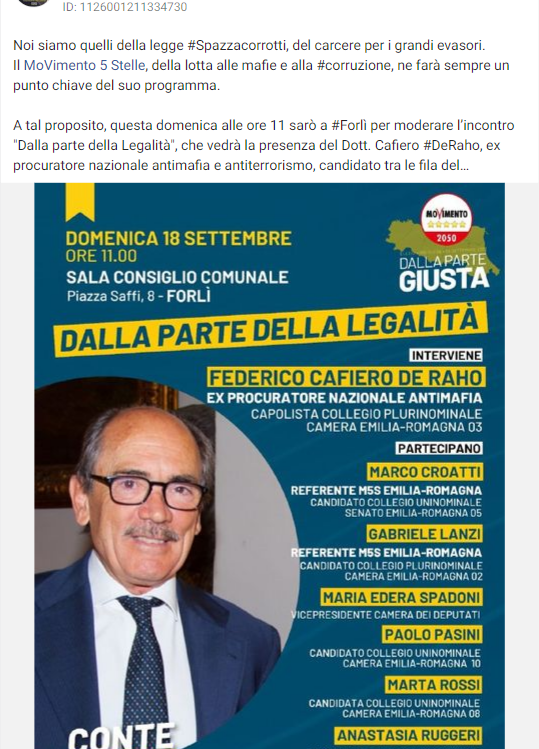 ID: 1126001211334730
Noi siamo quelli della legge #Spazzacorrotti, del carcere per i grandi evasori.
Il MoVimento 5 Stelle, della lotta alle mafie e alla #corruzione, ne farà sempre un
punto chiave del suo programma.
A tal proposito, questa domenica alle ore 11 sarò a #Forlì per moderare l'incontro
"Dalla parte della Legalità", che vedrà la presenza del Dott. Cafiero #DeRaho, ex
procuratore nazionale antimafia e antiterrorismo, candidato tra le fila del...
DOMENICA 18 SETTEMBRE
ORE 11.00
SALA CONSIGLIO COMUNALE
Piazza Saffi, 8 - FORLÌ
MOVIMENTO
2050
DALLA PARTE
GIUSTA
DALLA PARTE DELLA LEGALITÀ
INTERVIENE
FEDERICO CAFIERO DE RAHO
EX PROCURATORE NAZIONALE ANTIMAFIA
CAPOLISTA COLLEGIO PLURINOMINALE
CAMERA EMILIA-ROMAGNA 03
PARTECIPANO
MARCO CROATTI
REFERENTE M5S EMILIA-ROMAGNA
CANDIDATO COLLEGIO UNINOMINALE
SENATO EMILIA-ROMAGNA 05
GABRIELE LANZI
REFERENTE M5S EMILIA-ROMAGNA
CANDIDATO COLLEGIO PLURINOMINALE
CAMERA EMILIA-ROMAGNA 02
MARIA EDERA SPADONI
VICEPRESIDENTE CAMERA DEI DEPUTATI
PAOLO PASINI
CANDIDATO COLLEGIO UNINOMINALE
CAMERA EMILIA-ROMAGNA 10
MARTA ROSSI
CANDIDATA COLLEGIO UNINOMINALE
CAMERA EMILIA-ROMAGNA 08
ANASTASIA RUGGERI
CONTE